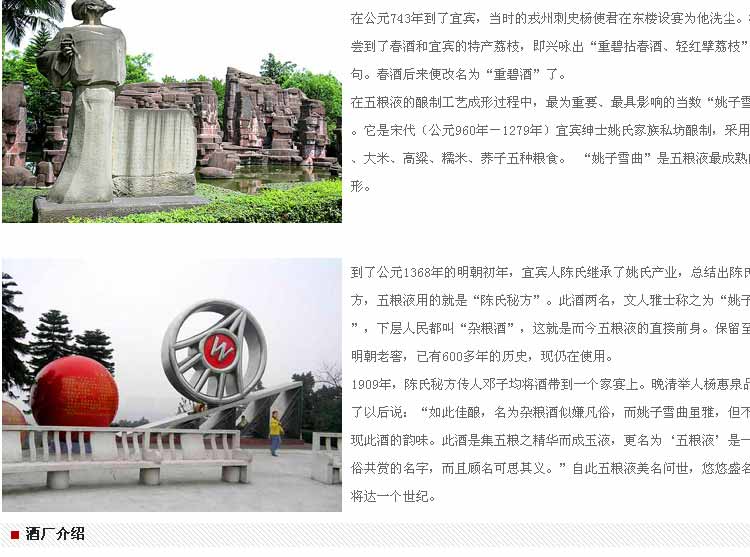 在公元743年到了宜宾，当时的戎州刺史杨使君在东楼设宴为他洗尘。
尝到了春酒和宜宾的特产荔枝，即兴咏出“重碧拈春酒、轻红擘荔枝”
句。春酒后来便改名为“重碧酒”了。
在五粮液的酿制工艺成形过程中，最为重要、最具影响的当数“姚子雪
。它是宋代（公元960年－1279年）宜宾绅士姚氏家族私坊酿制，采用
、大米、高粱、糯米、荞子五种粮食。 “姚子雪曲”是五粮液最成熟的
形。
到了公元1368年的明朝初年，宜宾人陈氏继承了姚氏产业，总结出陈氏
方，五粮液用的就是“陈氏秘方”。此酒两名，文人雅士称之为“姚子
”，下层人民都叫“杂粮酒”，这就是而今五粮液的直接前身。保留至
明朝老窖，已有600多年的历史，现仍在使用。
1909年，陈氏秘方传人邓子均将酒带到一个家宴上。晚清举人杨惠泉品
了以后说：“如此佳酿，名为杂粮酒似嫌凡俗，而姚子雪曲虽雅，但不
现此酒的韵味。此酒是集五粮之精华而成玉液，更名为‘五粮液’是一
俗共赏的名字，而且顾名可思其义。”自此五粮液美名问世，悠悠盛名
将达一个世纪。
W
酒厂介绍